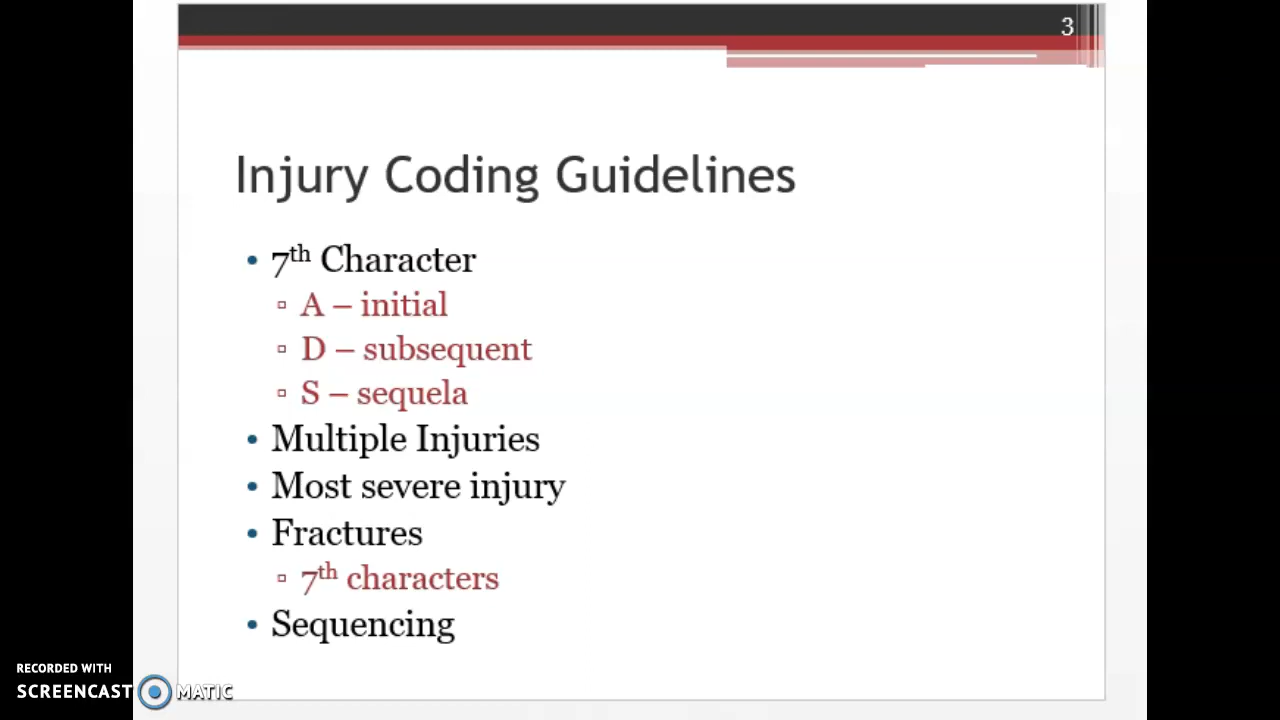 3
Injury Coding Guidelines
• 7th Character
▫ A – initial
▫ D – subsequent
▫ S – sequela
• Multiple Injuries
• Most severe injury
• Fractures
▫ 7th characters
• Sequencing
RECORDED WITH
SCREENCAST MATIC